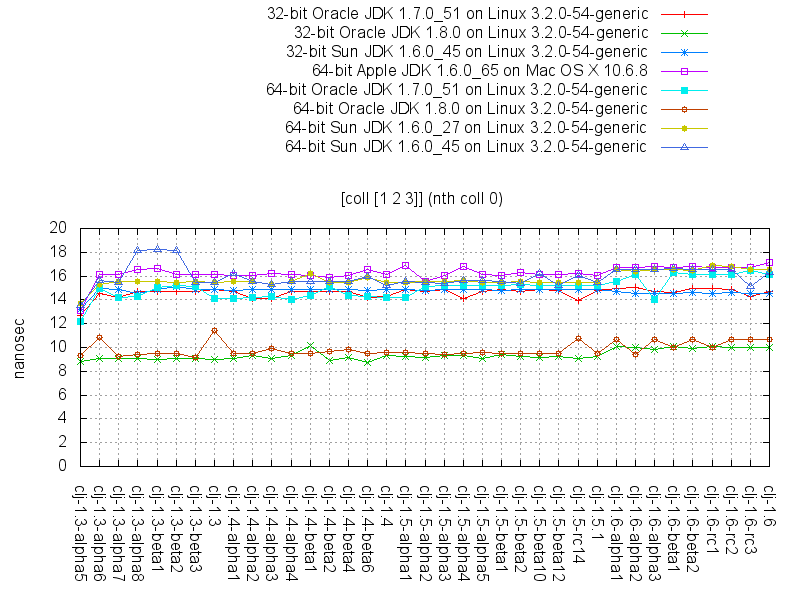 32-bit Oracle JDK 1.7.0_51 on Linux 3.2.0-54-generic
32-bit Oracle JDK 1.8.0 on Linux 3.2.0-54-generic
32-bit Sun JDK 1.6.0_45 on Linux 3.2.0-54-generic
64-bit Apple JDK 1.6.0_65 on Mac OS X 10.6.8
64-bit Oracle JDK 1.7.0_51 on Linux 3.2.0-54-generic
64-bit Oracle JDK 1.8.0 on Linux 3.2.0-54-generic
64-bit Sun JDK 1.6.0_27 on Linux 3.2.0-54-generic
64-bit Sun JDK 1.6.0_45 on Linux 3.2.0-54-generic
[coll [1 2 3]] (nth coll 0)
nanosec
20
18
16
14
12
10
8
6
4
2
0
clj-1.3-alpha5
clj-1.3-alpha6
clj-1.3-alpha7
clj-1.3-alpha8
clj-1.3-beta1
clj-1.3-beta2
clj-1.3-beta3
clj-1.3
clj-1.4-alpha1
clj-1.4-alpha2
clj-1.4-alpha3
clj-1.4-alpha4
clj-1.4-beta1
clj-1.4-beta2
clj-1.4-beta4
clj-1.4-beta6
clj-1.4
clj-1.5-alpha1
clj-1.5-alpha2
clj-1.5-alpha3
clj-1.5-alpha4
clj-1.5-alpha5
clj-1.5-beta1
clj-1.5-beta2
clj-1.5-beta10
clj-1.5-beta12
clj-1.5-rc14
clj-1.5.1
clj-1.6-alpha1
clj-1.6-alpha2
clj-1.6-alpha3
clj-1.6-beta1
clj-1.6-beta2
clj-1.6-rc1
clj-1.6-rc2
clj-1.6-rc3
clj-1.6